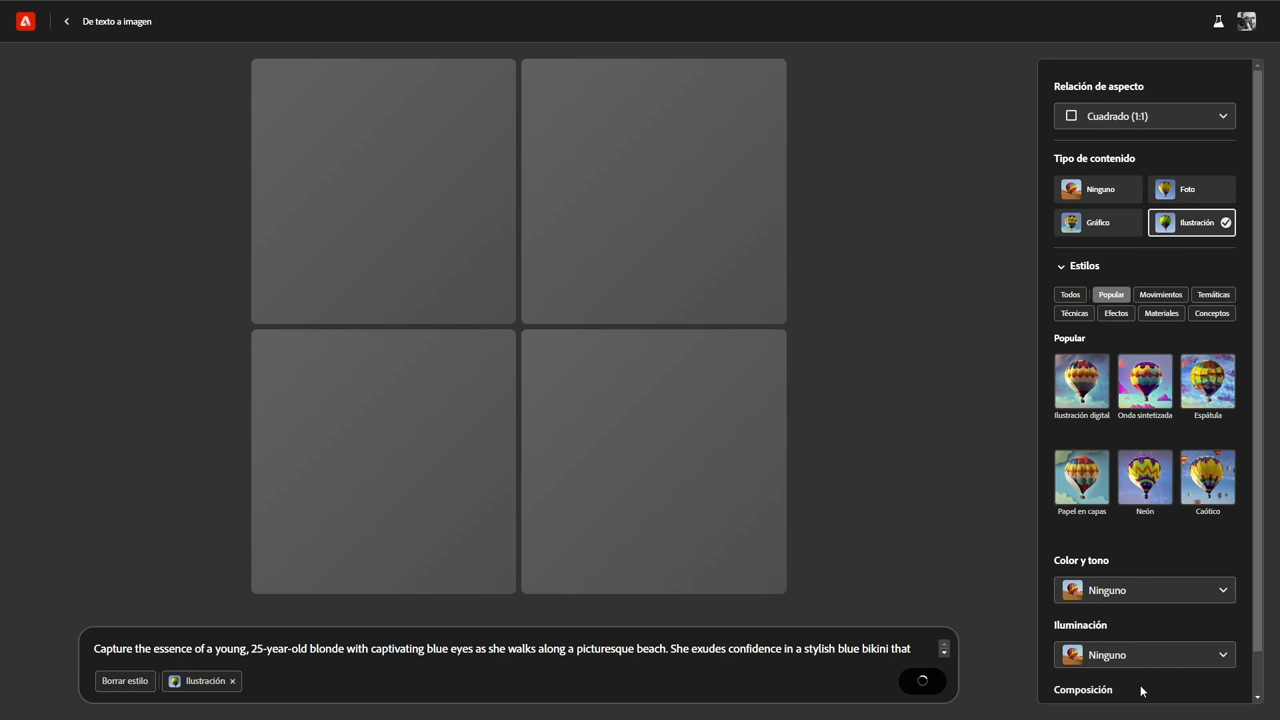 De texto a imagen
Relación de aspecto
Cuadrado (1:1)
Tipo de contenido
Ninguno
Foto
Gráfico
Ilustración
Estilos
Todos
Popular
Movimientos
Temáticas
Técnicas
Efectos
Materiales
Conceptos
Popular
Ilustración digital
Onda sintetizada
Espátula
Papel en capas
Neón
Caótico
Color y tono
Ninguno
Iluminación
Ninguno
Composición
Capture the essence of a young, 25-year-old blonde with captivating blue eyes as she walks along a picturesque beach. She exudes confidence in a stylish blue bikini that
Borrar estilo
Ilustración